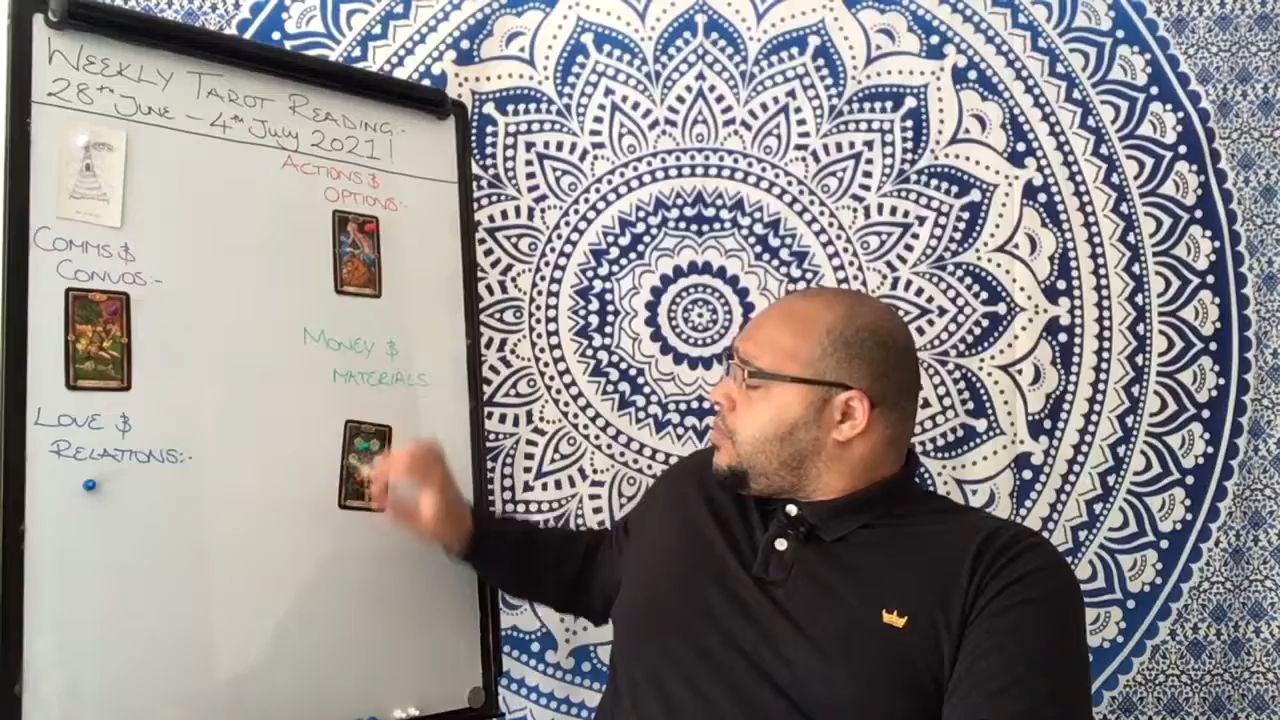 WEEKLY TAROT READING:-
28TH JUNE - 4TH JULY 2021!
ACTIONS &
OPTIONS:-
COMMS &
CONVOS:-
MONEY &
MATERIALS
LOVE &
RELATIONS:-